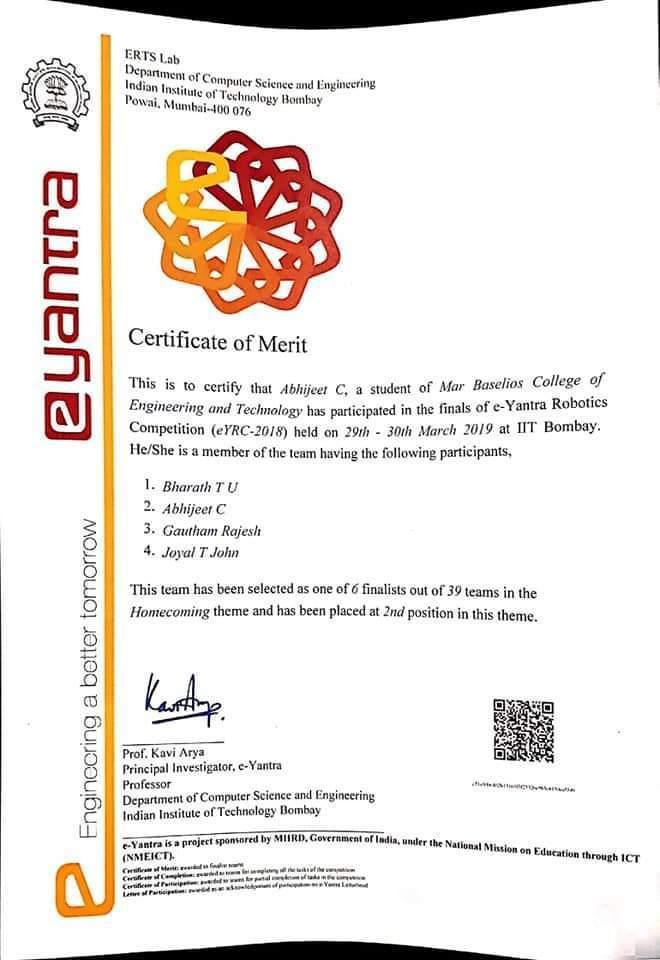 ERTS Lab
Department of Computer Science and Engineering
Indian Institute of Technology Bombay
Powai, Mumbai-400 076
e
eyantra
Engineering a better tomorrow
Certificate of Merit
This is to certify that Abhijeet C, a student of Mar Baselios College of
Engineering and Technology has participated in the finals of e-Yantra Robotics
Competition (eYRC-2018) held on 29th - 30th March 2019 at IIT Bombay.
He/She is a member of the team having the following participants,
1. Bharath T U
2. Abhijeet C
3. Gautham Rajesh
4. Joyal T John
This team has been selected as one of 6 finalists out of 39 teams in the
Homecoming theme and has been placed at 2nd position in this theme.
Kavi Arya
Prof. Kavi Arya
Principal Investigator, e-Yantra
Professor
Department of Computer Science and Engineering
Indian Institute of Technology Bombay
e-Yantra is a project sponsored by MHRD, Government of India, under the National Mission on Education through ICT
(NMEICT).
Certificate of Merit: awarded to finalist teams
Certificate of Completion: awarded to teams for completing all the tasks of the competition
Certificate of Participation: awarded to teams for partial completion of tasks in the competition
Letter of Participation: awarded as an acknowledgement of participation on e-Yantra Letterhead
e